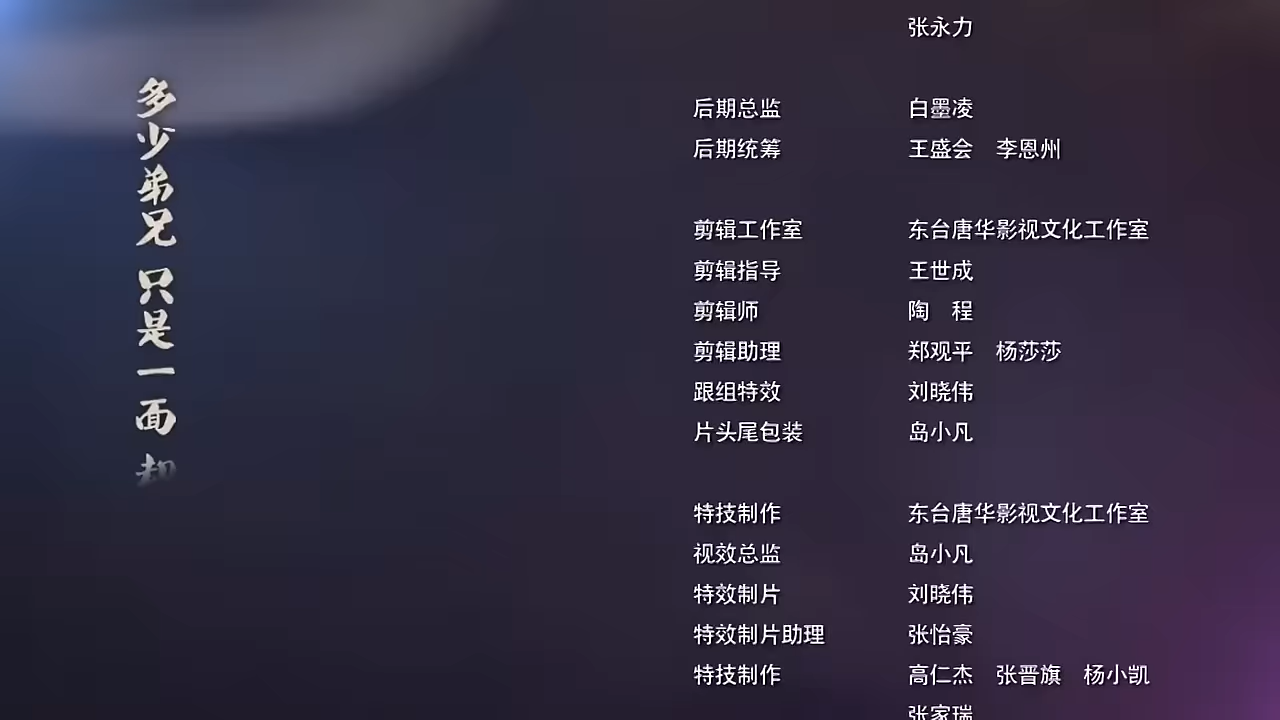 多少弟兄 只是一面 却
张永力
后期总监 白墨凌
后期统筹 王盛会 李恩州
剪辑工作室 东台唐华影视文化工作室
剪辑指导 王世成
剪辑师 陶 程
剪辑助理 郑观平 杨莎莎
跟组特效 刘晓伟
片头尾包装 岛小凡
特技制作 东台唐华影视文化工作室
视效总监 岛小凡
特效制片 刘晓伟
特效制片助理 张怡豪
特技制作 高仁杰 张晋旗 杨小凯
张家瑞